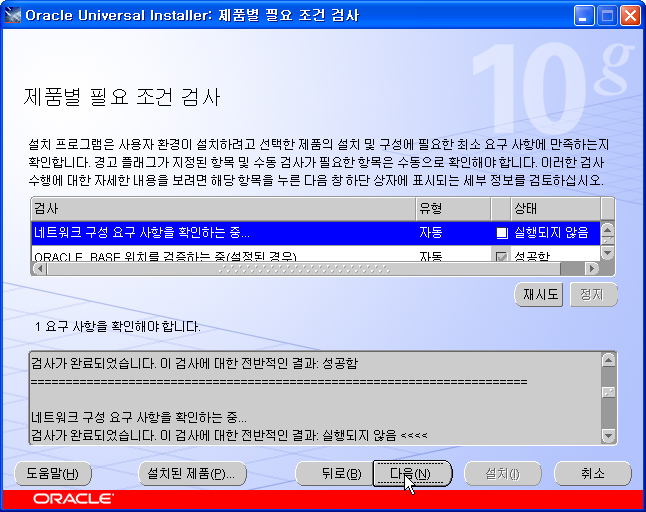 Oracle Universal Installer: 제품별 필요 조건 검사
10g
제품별 필요 조건 검사
설치 프로그램은 사용자 환경이 설치하려고 선택한 제품의 설치 및 구성에 필요한 최소 요구 사항에 만족하는지
확인합니다. 경고 플래그가 지정된 항목 및 수동 검사가 필요한 항목은 수동으로 확인해야 합니다. 이러한 검사
수행에 대한 자세한 내용을 보려면 해당 항목을 누른 다음 창 하단 상자에 표시되는 세부 정보를 검토하십시오.
검사 유형 상태
네트워크 구성 요구 사항을 확인하는 중... 자동 실행되지 않음
ORACLE_BASE 위치를 검증하는 중(설정된 경우) 자동 성공함
재시도 정지
1 요구 사항을 확인해야 합니다.
검사가 완료되었습니다. 이 검사에 대한 전반적인 결과: 성공함
=======================================================================
네트워크 구성 요구 사항을 확인하는 중...
검사가 완료되었습니다. 이 검사에 대한 전반적인 결과: 실행되지 않음 <<<<
도움말(H) 설치된 제품(P)... 뒤로(B) 다음(N) 설치(I) 취소
ORACLE